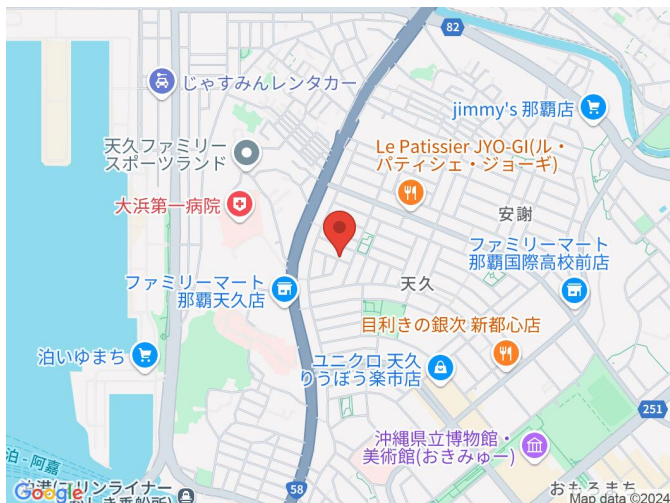 82
じゃすみんレンタカー
jimmy's 那覇店
天久ファミリー
スポーツランド
Le Patissier JYO-GI(ル・
パティシェ・ジョーギ)
大浜第一病院
安謝
ファミリーマート
那覇国際高校前店
ファミリーマート
那覇天久店
天久
目利きの銀次 新都心店
泊いゆまち
ユニクロ 天久
りうぼう楽市店
251
沖縄県立博物館・
美術館(おきみゅー)
泊 - 阿嘉
58
おもろまち
Google
Map data ©2024